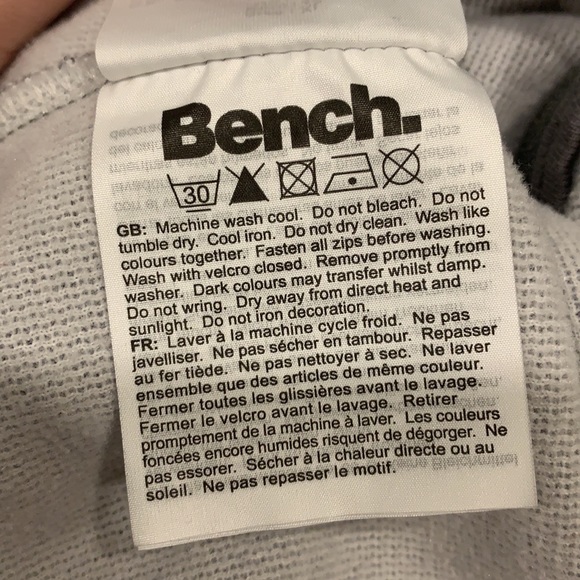 Bench.
30
GB: Machine wash cool. Do not bleach. Do not
tumble dry. Cool iron. Do not dry clean. Wash like
colours together. Fasten all zips before washing.
Wash with velcro closed. Remove promptly from
washer. Dark colours may transfer whilst damp.
Do not wring. Dry away from direct heat and
sunlight. Do not iron decoration.
FR: Laver à la machine cycle froid. Ne pas
javelliser. Ne pas sécher en tambour. Repasser
au fer tiède. Ne pas nettoyer à sec. Ne laver
ensemble que des articles de même couleur.
Fermer toutes les glissières avant le lavage.
Fermer le velcro avant le lavage. Retirer
promptement de la machine à laver. Les couleurs
foncées encore humides risquent de dégorger. Ne
pas essorer. Sécher à la chaleur directe ou au
soleil. Ne pas repasser le motif.